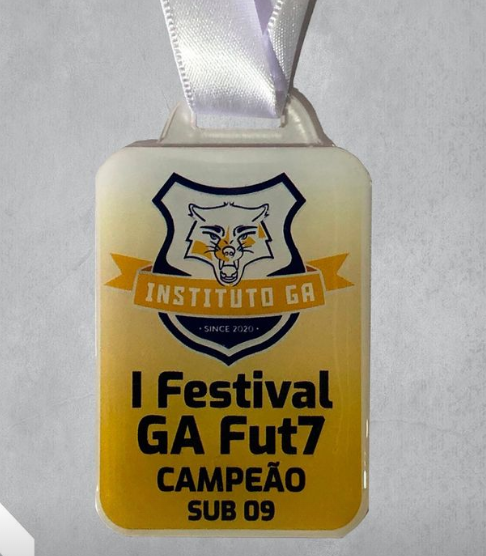 INSTITUTO GA
· SINCE 2020 ·
I Festival
GA Fut7
CAMPEÃO
SUB 09